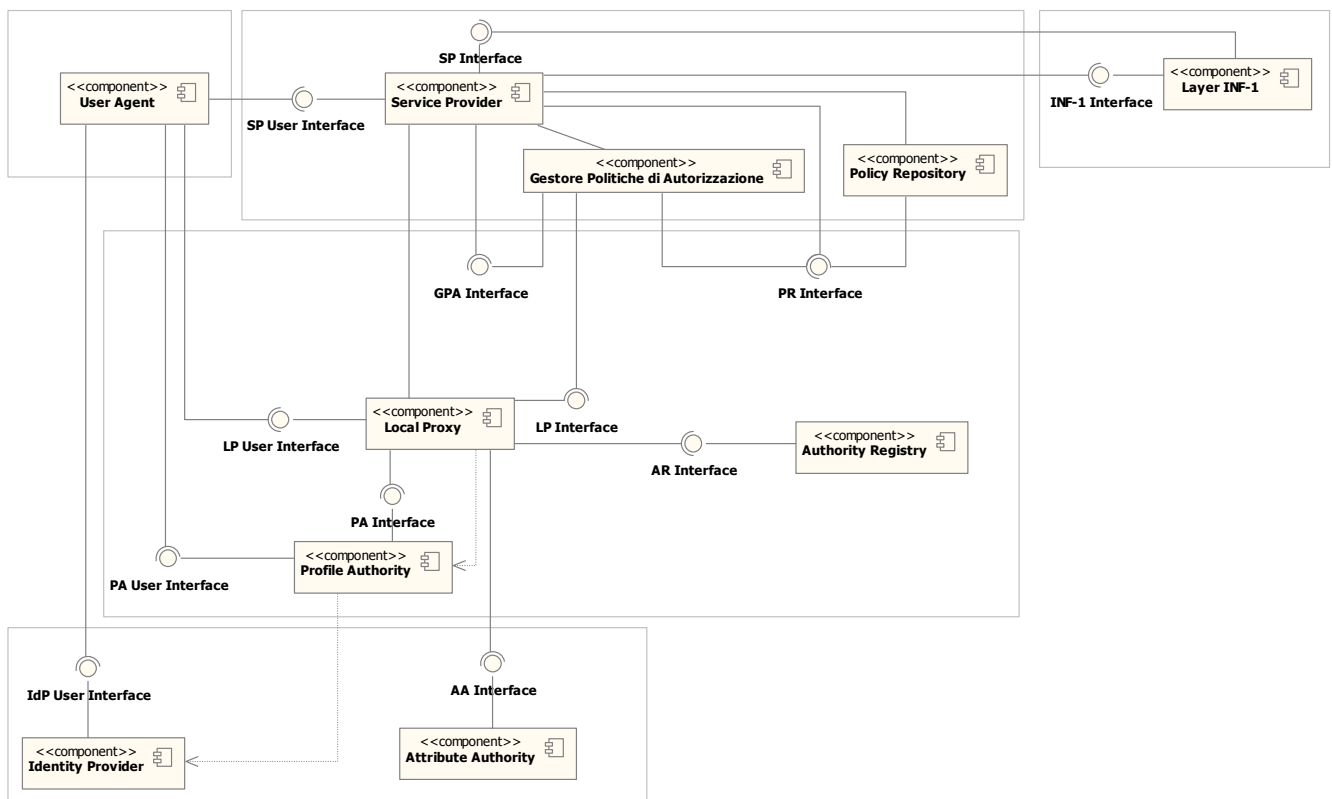 SP Interface
<<component>>
User Agent
SP User Interface
<<component>>
Service Provider
INF-1 Interface
<<component>>
Layer INF-1
<<component>>
Gestore Politiche di Autorizzazione
<<component>>
Policy Repository
GPA Interface
PR Interface
LP User Interface
<<component>>
Local Proxy
LP Interface
AR Interface
<<component>>
Authority Registry
PA Interface
PA User Interface
<<component>>
Profile Authority
IdP User Interface
AA Interface
<<component>>
Identity Provider
<<component>>
Attribute Authority